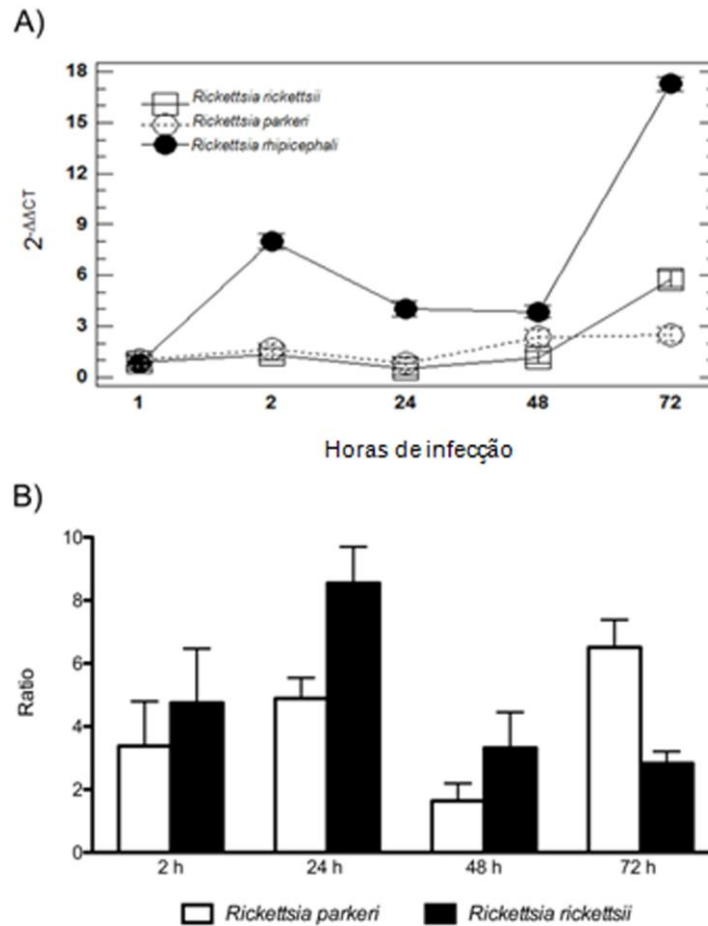 A)
18
15
12
9
6
3
0
2-ΔΔCT
Rickettsia rickettsii
Rickettsia parkeri
Rickettsia rhipicephali
1 2 24 48 72
Horas de infecção
B)
10
8
6
4
2
0
Ratio
2 h 24 h 48 h 72 h
Rickettsia parkeri Rickettsia rickettsii